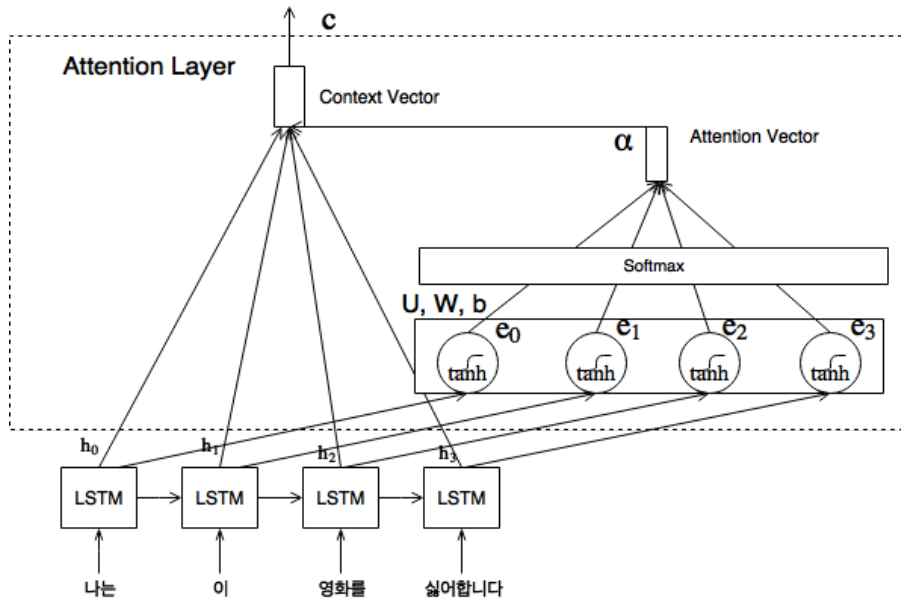 c
Attention Layer
Context Vector
α
Attention Vector
Softmax
U, W, b
e0 e1 e2 e3
tanh tanh tanh tanh
h0 h1 h2 h3
LSTM LSTM LSTM LSTM
나는 이 영화를 싫어합니다